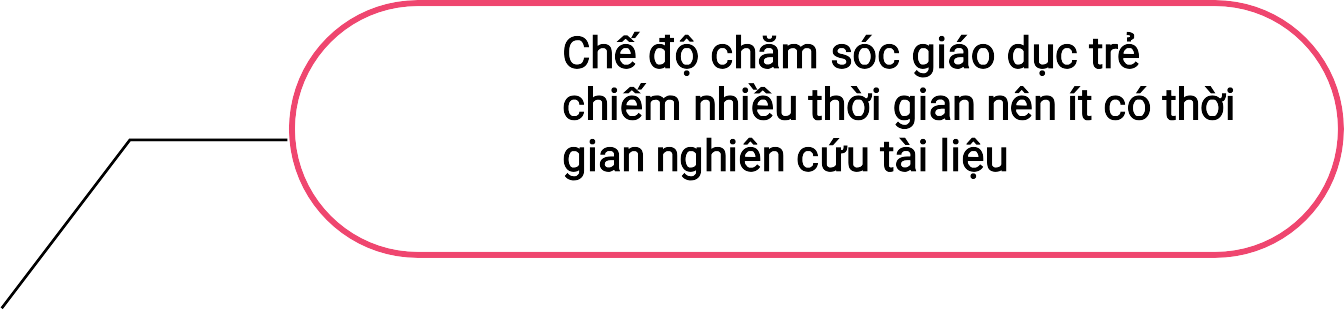 Chế độ chăm sóc giáo dục trẻ
chiếm nhiều thời gian nên ít có thời
gian nghiên cứu tài liệu